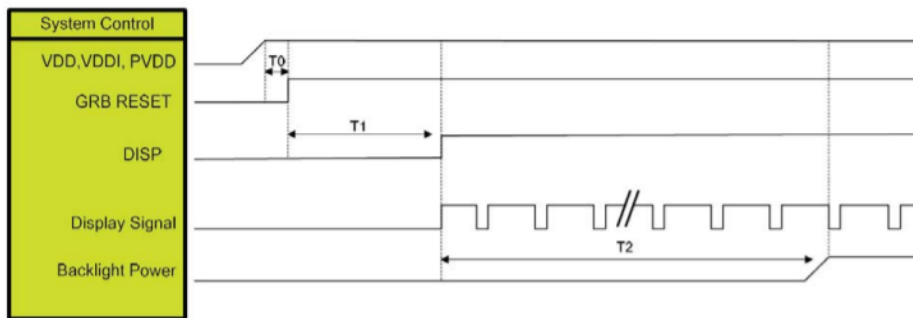 System Control
VDD,VDDI, PVDD
T0
GRB RESET
T1
DISP
Display Signal
T2
Backlight Power